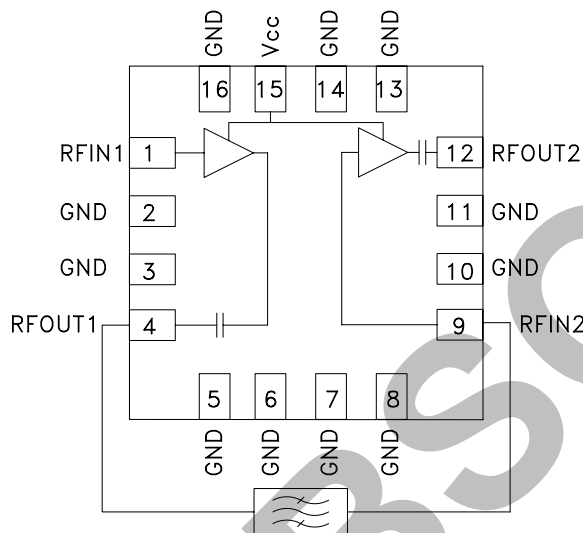 GND Vcc GND GND
16 15 14 13
RFIN1 1 12 RFOUT2
GND 2 11 GND
GND 3 10 GND
RFOUT1 4 9 RFIN2
5 6 7 8
GND GND GND GND
BSO